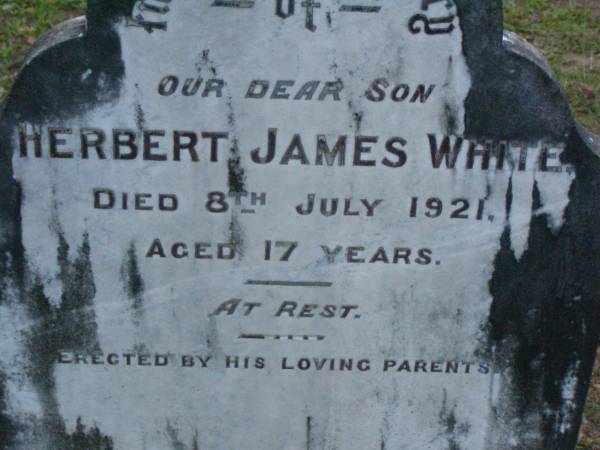 — OF —
OUR DEAR SON
HERBERT JAMES WHITE,
DIED 8TH JULY 1921,
AGED 17 YEARS.
AT REST.
ERECTED BY HIS LOVING PARENTS